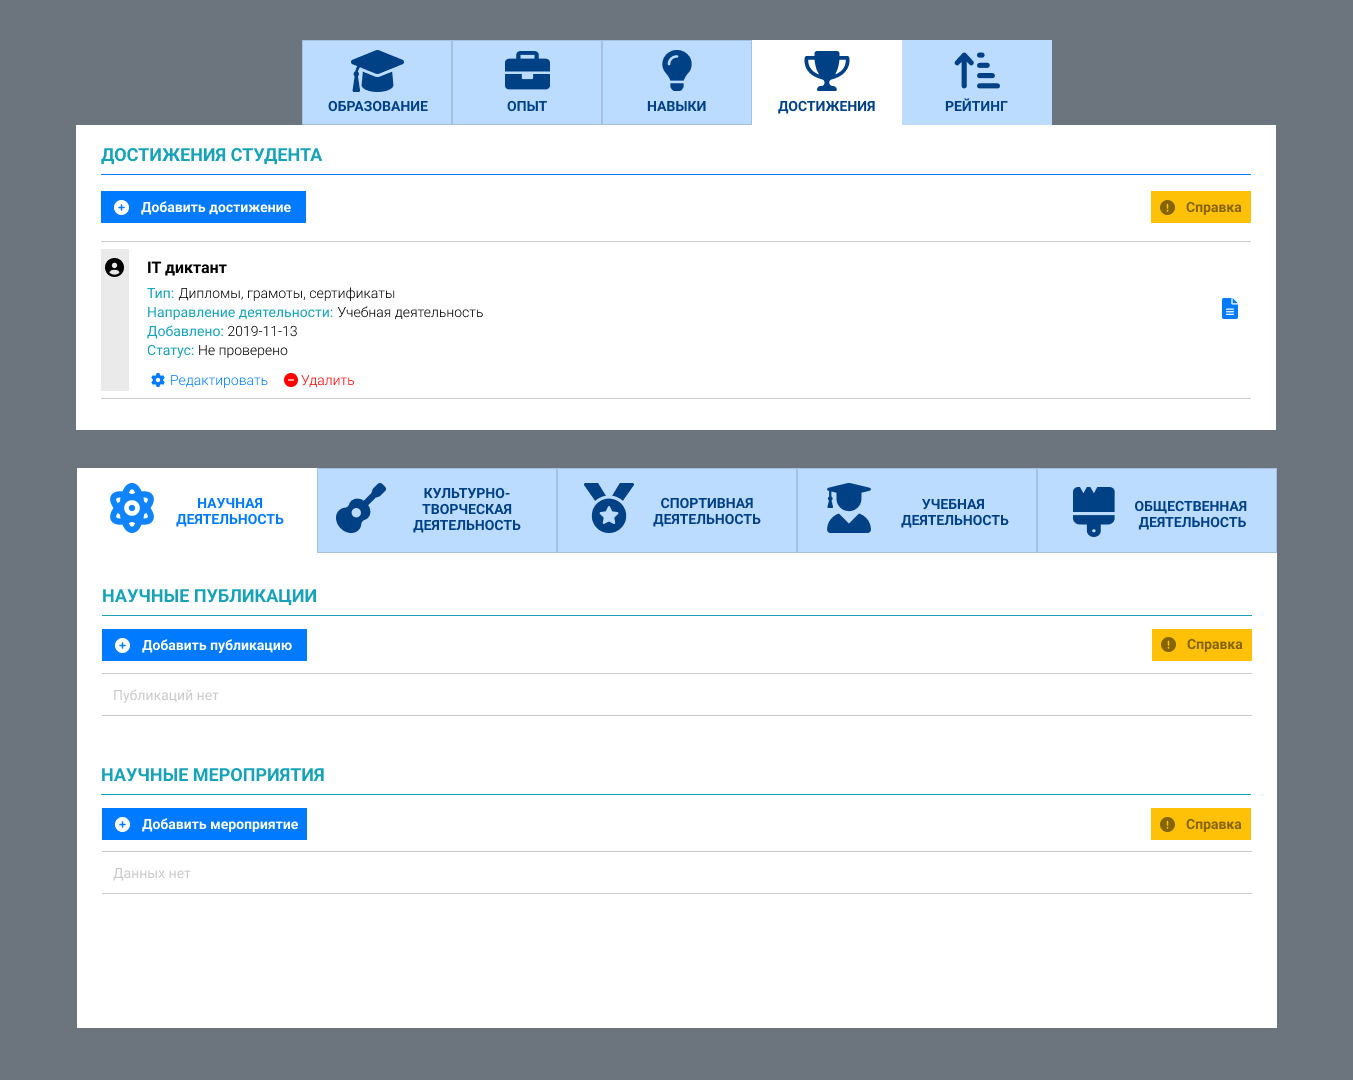 ОБРАЗОВАНИЕ
ОПЫТ
НАВЫКИ
ДОСТИЖЕНИЯ
РЕЙТИНГ
ДОСТИЖЕНИЯ СТУДЕНТА
Добавить достижение
Справка
IT диктант
Тип: Дипломы, грамоты, сертификаты
Направление деятельности: Учебная деятельность
Добавлено: 2019-11-13
Статус: Не проверено
Редактировать
Удалить
НАУЧНАЯ
ДЕЯТЕЛЬНОСТЬ
КУЛЬТУРНО-
ТВОРЧЕСКАЯ
ДЕЯТЕЛЬНОСТЬ
СПОРТИВНАЯ
ДЕЯТЕЛЬНОСТЬ
УЧЕБНАЯ
ДЕЯТЕЛЬНОСТЬ
ОБЩЕСТВЕННАЯ
ДЕЯТЕЛЬНОСТЬ
НАУЧНЫЕ ПУБЛИКАЦИИ
Добавить публикацию
Справка
Публикаций нет
НАУЧНЫЕ МЕРОПРИЯТИЯ
Добавить мероприятие
Справка
Данных нет